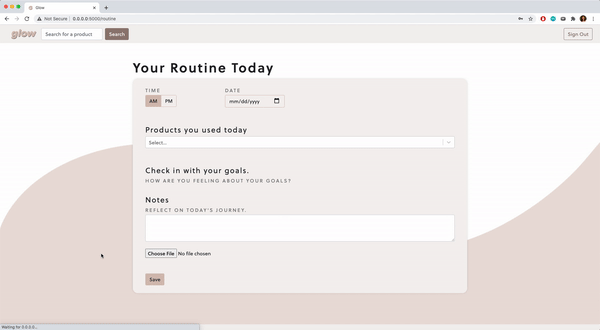 Glow
Not Secure | 0.0.0.0:5000/routine
glow
Search for a product
Search
Sign Out
Your Routine Today
TIME
DATE
AM PM
mm/dd/yyyy
Products you used today
Select...
Check in with your goals.
HOW ARE YOU FEELING ABOUT YOUR GOALS?
Notes
REFLECT ON TODAY'S JOURNEY.
Choose File No file chosen
Save
Waiting for 0.0.0.0...